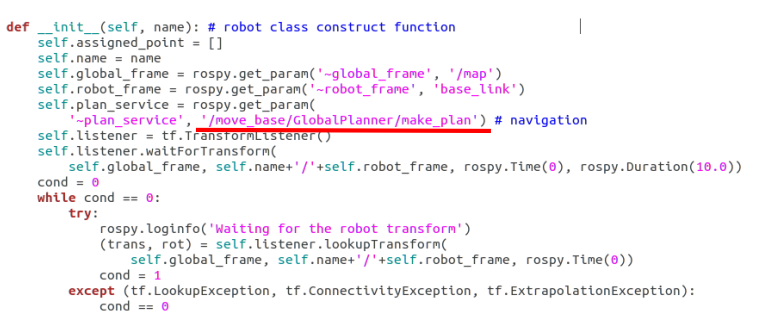 def __init__(self, name): # robot class construct function
    self.assigned_point = []
    self.name = name
    self.global_frame = rospy.get_param('~global_frame', '/map')
    self.robot_frame = rospy.get_param('~robot_frame', 'base_link')
    self.plan_service = rospy.get_param(
        '~plan_service', '/move_base/GlobalPlanner/make_plan') # navigation
    self.listener = tf.TransformListener()
    self.listener.waitForTransform(
        self.global_frame, self.name+'/'+self.robot_frame, rospy.Time(0), rospy.Duration(10.0))
    cond = 0
    while cond == 0:
        try:
            rospy.loginfo('Waiting for the robot transform')
            (trans, rot) = self.listener.lookupTransform(
                self.global_frame, self.name+'/'+self.robot_frame, rospy.Time(0))
            cond = 1
        except (tf.LookupException, tf.ConnectivityException, tf.ExtrapolationException):
            cond == 0